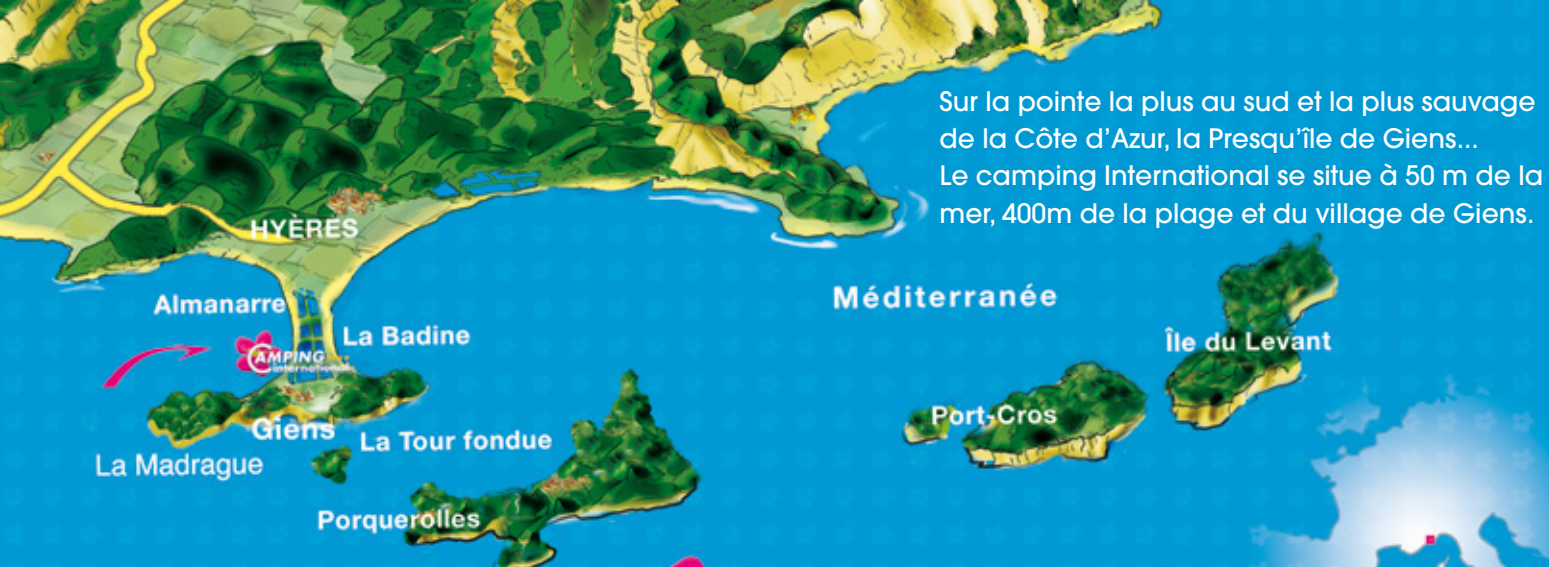 Sur la pointe la plus au sud et la plus sauvage
de la Côte d'Azur, la Presqu'île de Giens...
Le camping International se situe à 50 m de la
mer, 400m de la plage et du village de Giens.
HYÈRES
Almanarre
Méditerranée
La Badine
Île du Levant
CAMPING
international
Port-Cros
Giens
La Tour fondue
La Madrague
Porquerolles